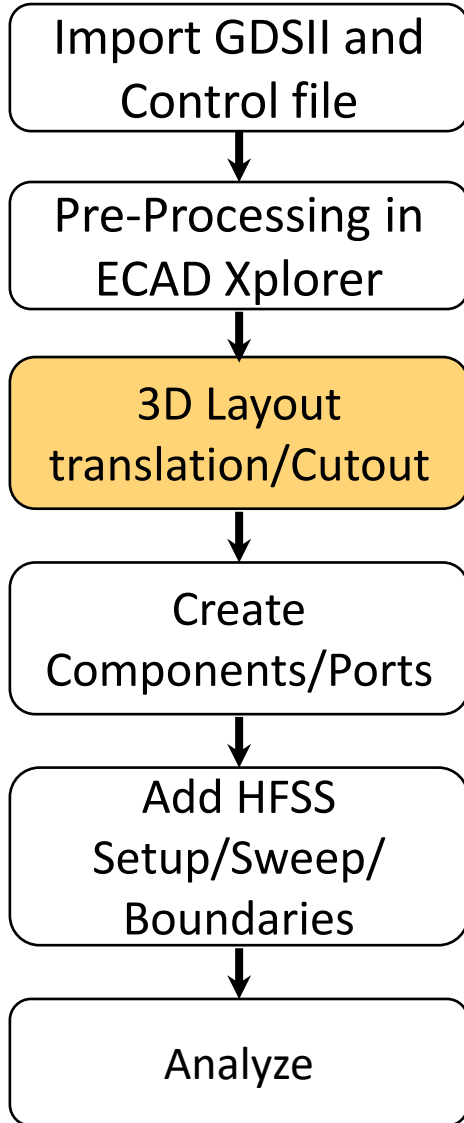 Import GDSII and
Control file
Pre-Processing in
ECAD Xplorer
3D Layout
translation/Cutout
Create
Components/Ports
Add HFSS
Setup/Sweep/
Boundaries
Analyze